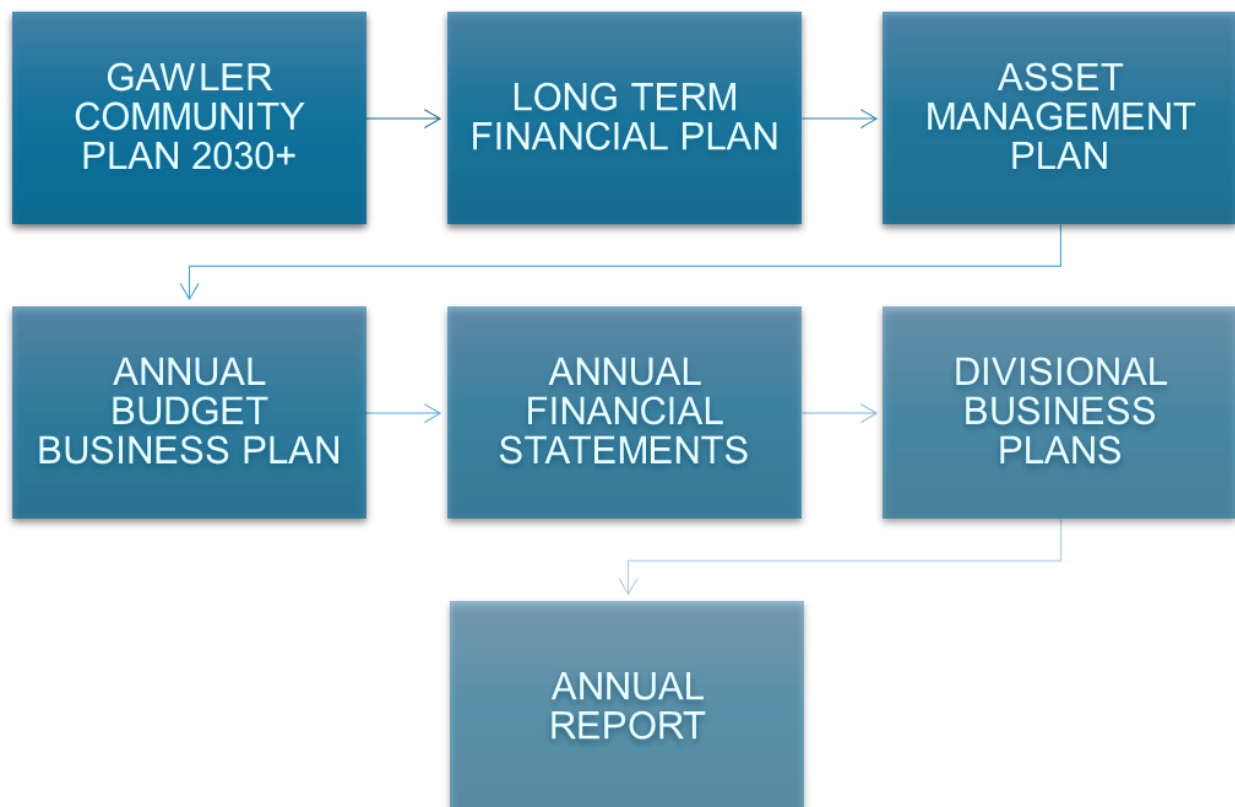 GAWLER
COMMUNITY
PLAN 2030+
LONG TERM
FINANCIAL PLAN
ASSET
MANAGEMENT
PLAN
ANNUAL
BUDGET
BUSINESS PLAN
ANNUAL
FINANCIAL
STATEMENTS
DIVISIONAL
BUSINESS
PLANS
ANNUAL
REPORT